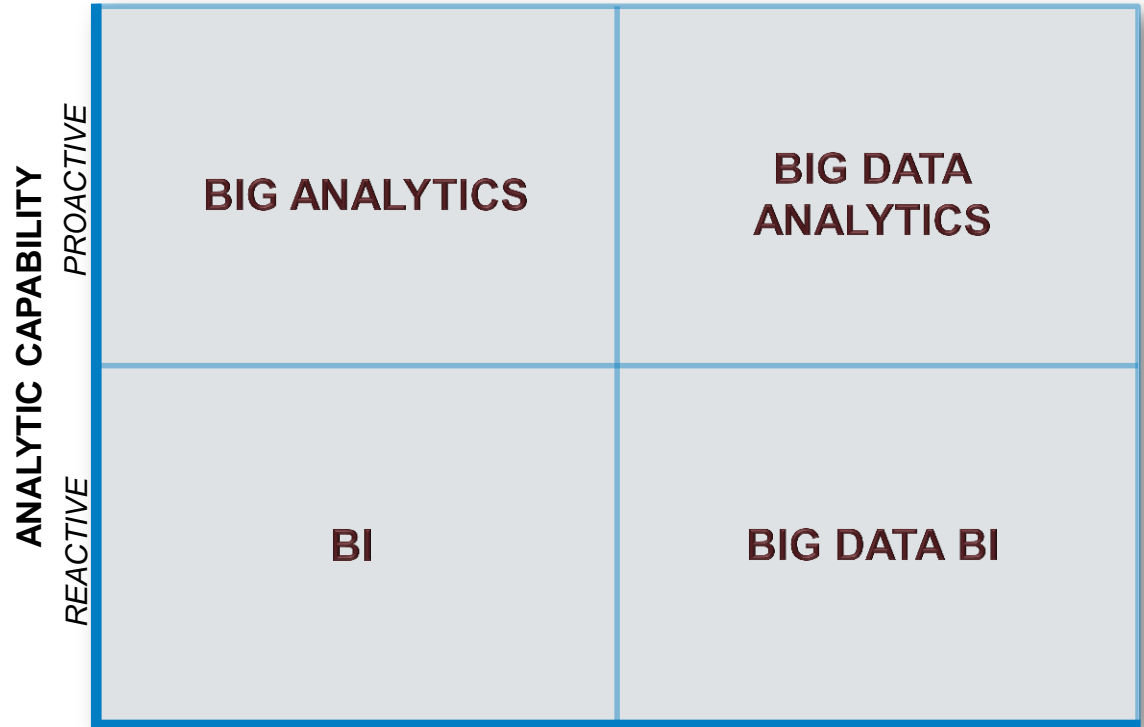 ANALYTIC CAPABILITY
PROACTIVE
REACTIVE
BIG ANALYTICS
BIG DATA
ANALYTICS
BI
BIG DATA BI